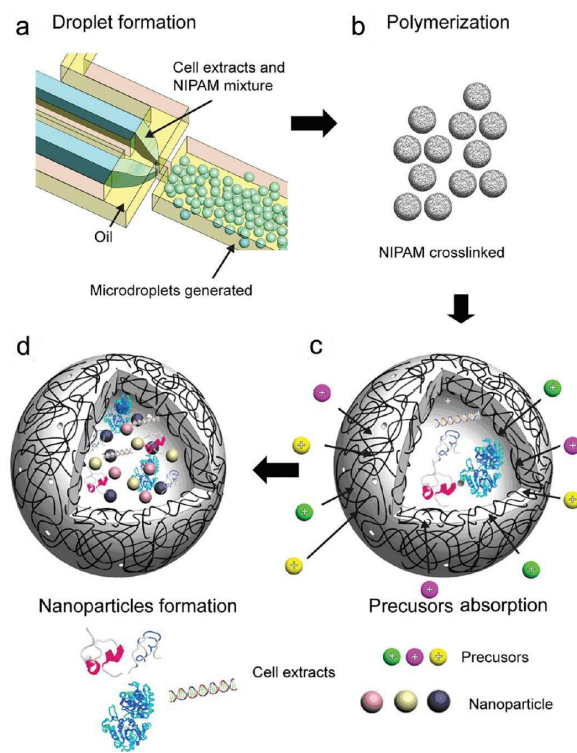 a
Droplet formation
Cell extracts and
NIPAM mixture
Oil
Microdroplets generated
b
Polymerization
NIPAM crosslinked
d
Nanoparticles formation
c
Precusors absorption
Cell extracts
Precusors
Nanoparticle